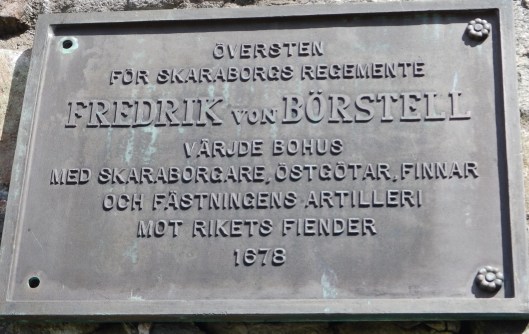 ÖVERSTEN
FÖR SKARABORGS REGEMENTE
FREDRIK VON BÖRSTELL
VÄRJDE BOHUS
MED SKARABORGARE, ÖSTGÖTAR, FINNAR
OCH FÄSTNINGENS ARTILLERI
MOT RIKETS FIENDER
1678